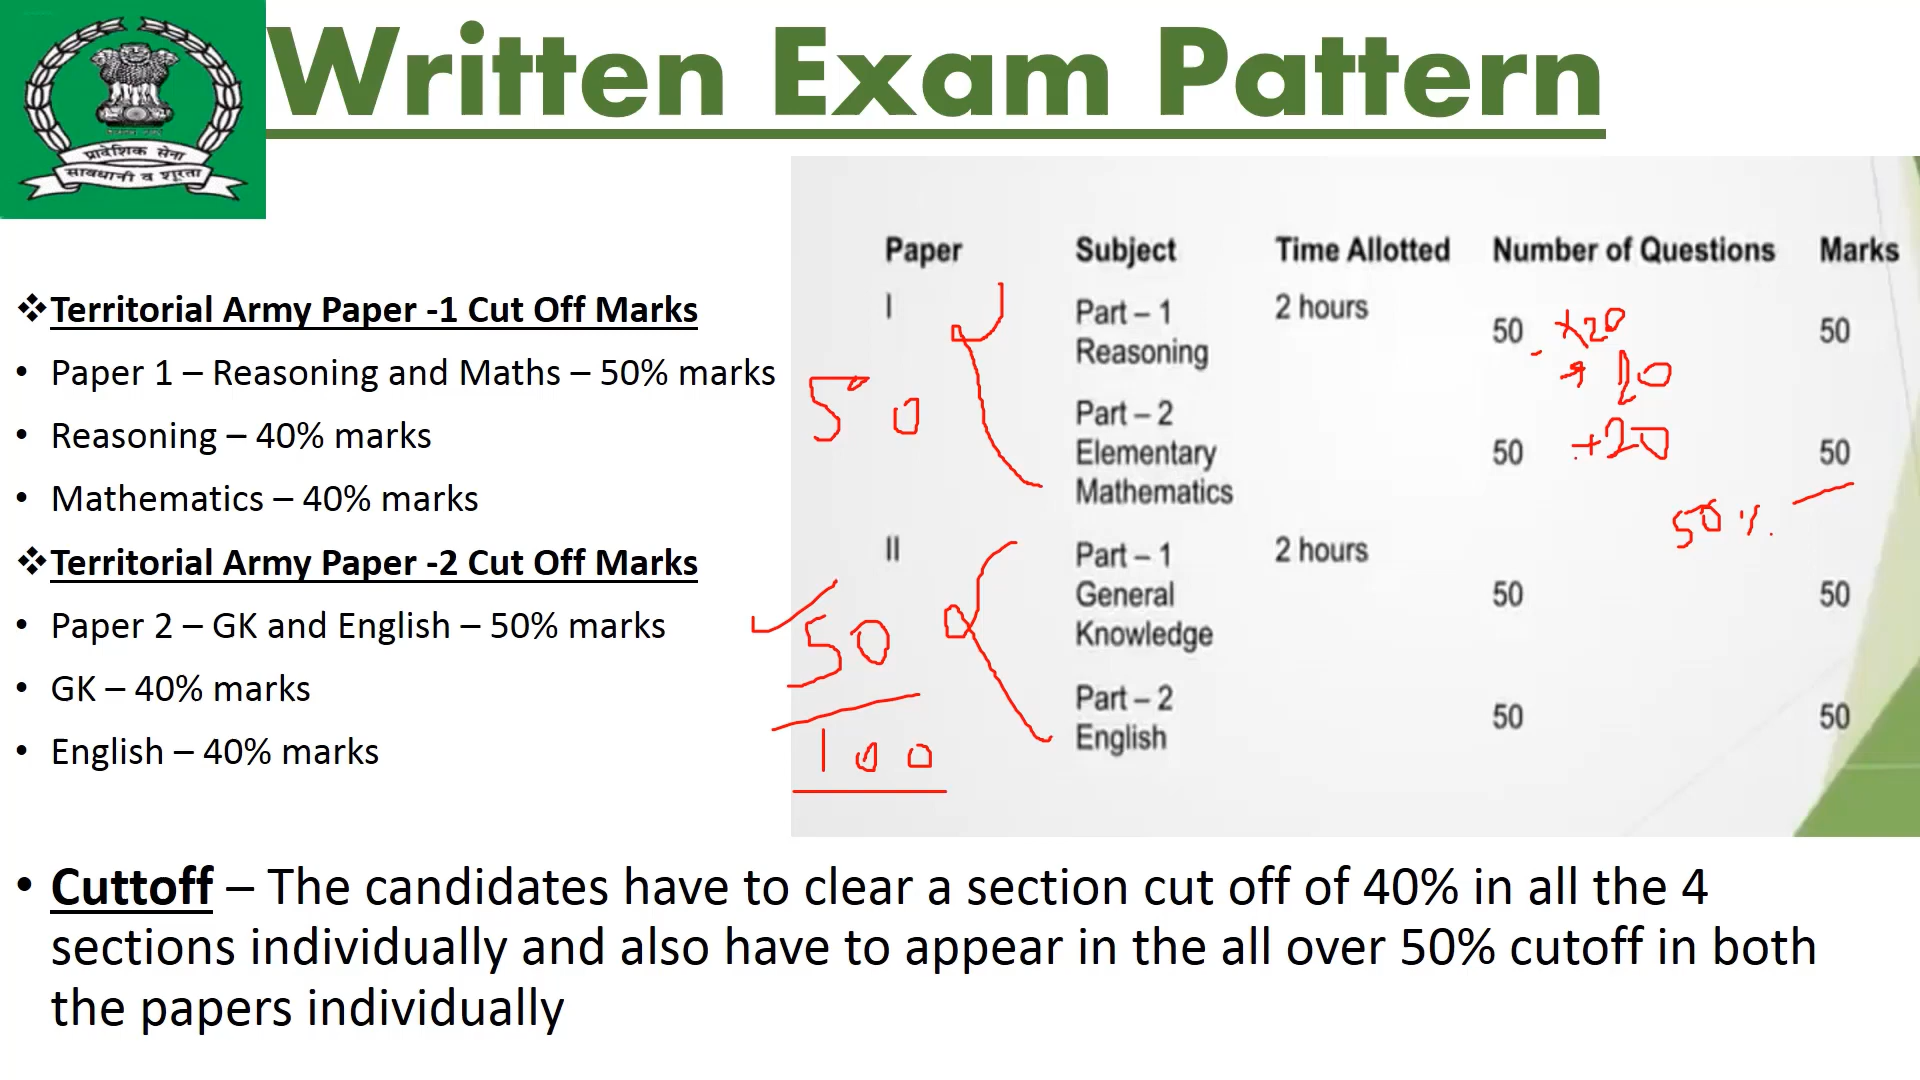 Written Exam Pattern
प्रादेशिक सेना
सावधानी व शूरता
❖Territorial Army Paper -1 Cut Off Marks
• Paper 1 – Reasoning and Maths – 50% marks
• Reasoning – 40% marks
• Mathematics – 40% marks
❖Territorial Army Paper -2 Cut Off Marks
• Paper 2 – GK and English – 50% marks
• GK – 40% marks
• English – 40% marks
Paper Subject Time Allotted Number of Questions Marks
I Part – 1 2 hours
Reasoning 50 50
+20
50
Part – 2
Elementary 50 +20 50
Mathematics
50%
II Part – 1 2 hours
General 50 50
Knowledge
50
Part – 2
English 50 50
100
• Cuttoff – The candidates have to clear a section cut off of 40% in all the 4
sections individually and also have to appear in the all over 50% cutoff in both
the papers individually